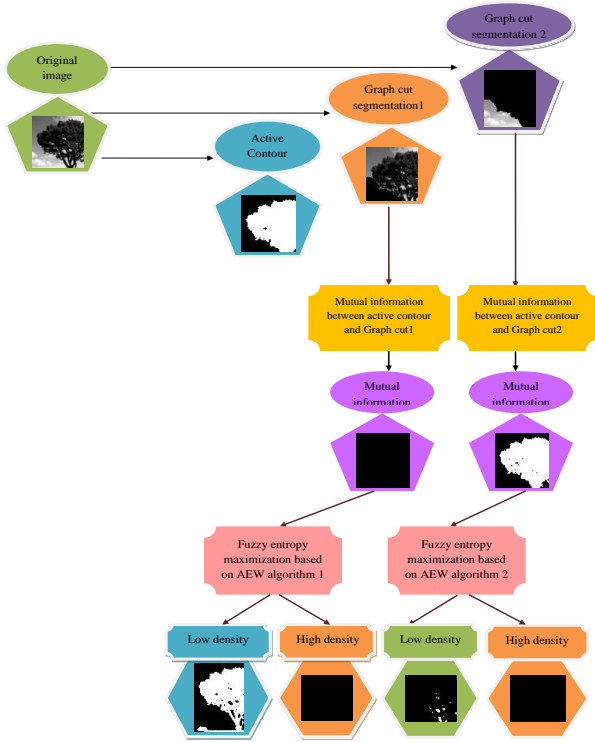 Graph cut
segmentation 2
Original
image
Graph cut
segmentation1
Active
Contour
Mutual information
between active contour
and Graph cut1
Mutual information
between active contour
and Graph cut2
Mutual
information
Mutual
information
Fuzzy entropy
maximization based
on AEW algorithm 1
Fuzzy entropy
maximization based
on AEW algorithm 2
Low density
High density
Low density
High density